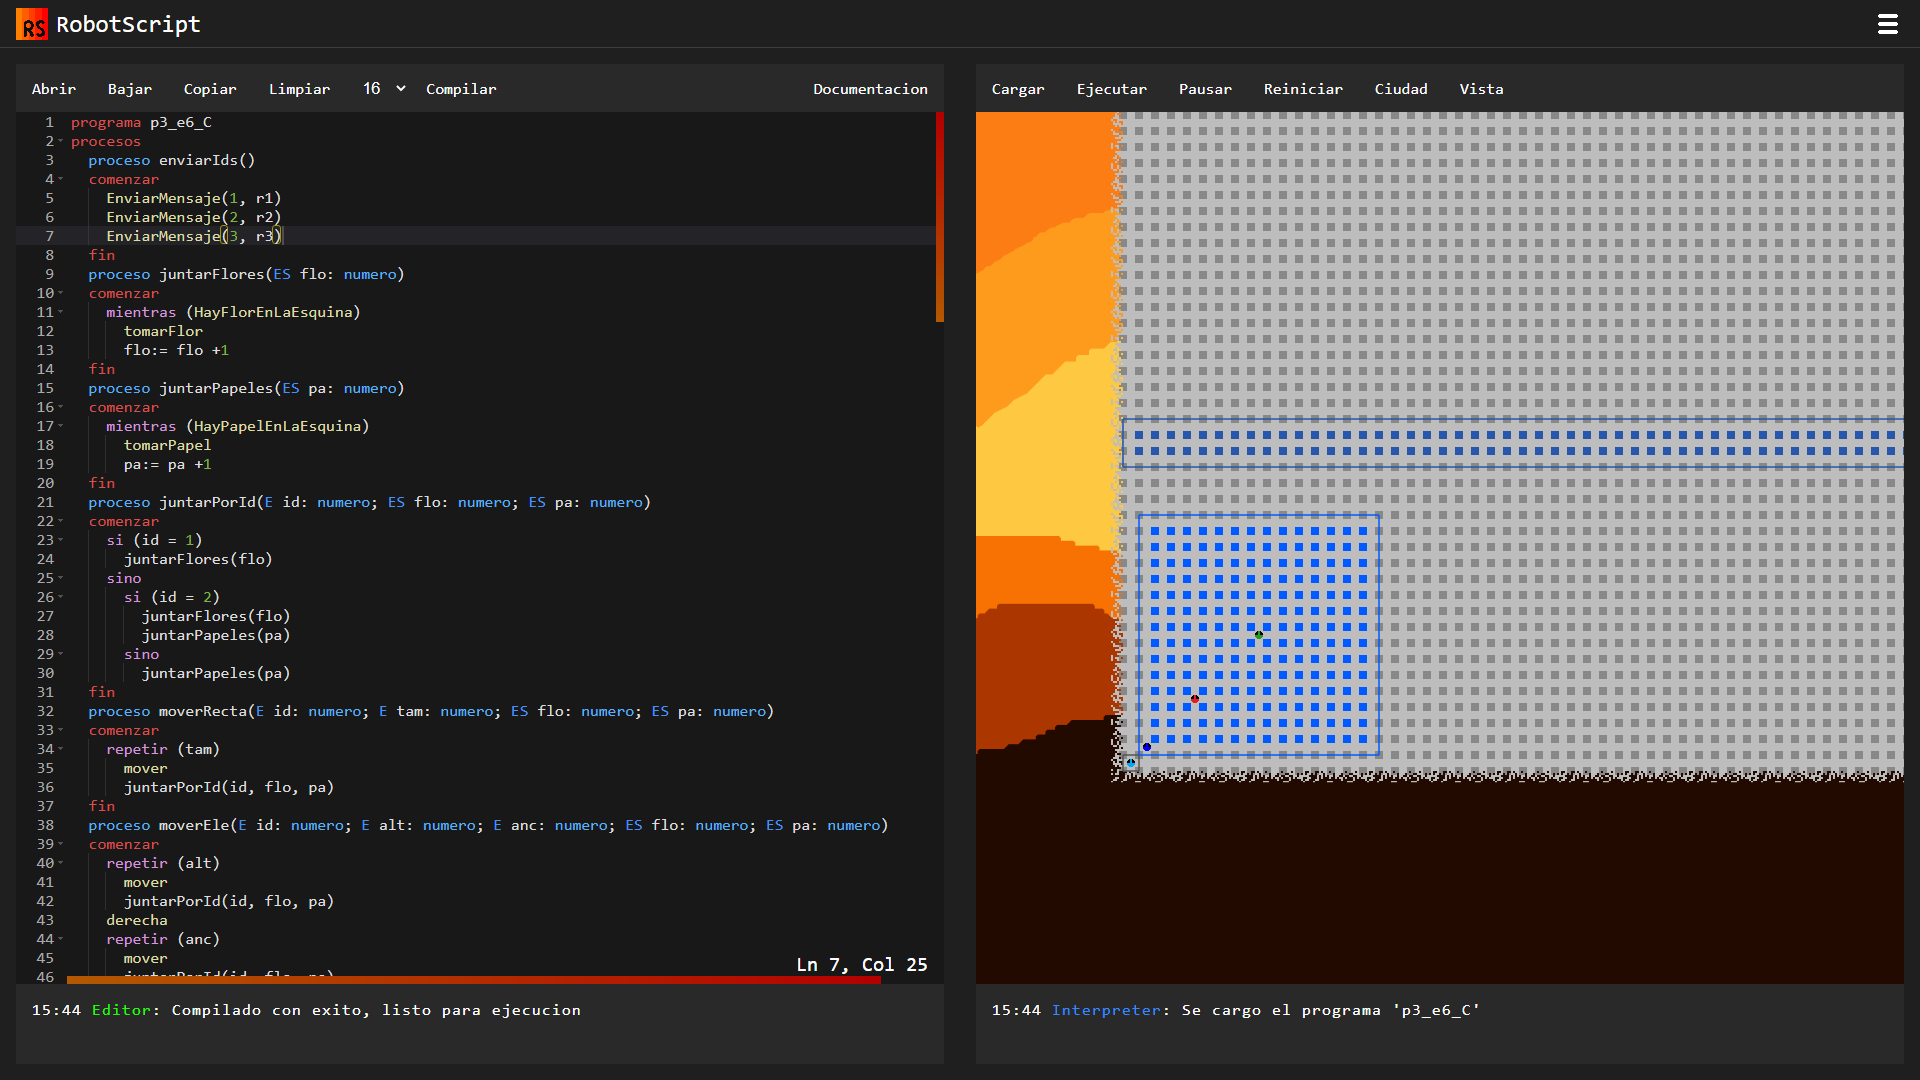 RS RobotScript
Abrir Bajar Copiar Limpiar 16 Compilar Documentacion
1 programa p3_e6_C
2 procesos
3 proceso enviarIds()
4 comenzar
5 EnviarMensaje(1, r1)
6 EnviarMensaje(2, r2)
7 EnviarMensaje(3, r3)
8 fin
9 proceso juntarFlores(ES flo: numero)
10 comenzar
11 mientras (HayFlorEnLaEsquina)
12 tomarFlor
13 flo:= flo +1
14 fin
15 proceso juntarPapeles(ES pa: numero)
16 comenzar
17 mientras (HayPapelEnLaEsquina)
18 tomarPapel
19 pa:= pa +1
20 fin
21 proceso juntarPorId(E id: numero; ES flo: numero; ES pa: numero)
22 comenzar
23 si (id = 1)
24 juntarFlores(flo)
25 sino
26 si (id = 2)
27 juntarFlores(flo)
28 juntarPapeles(pa)
29 sino
30 juntarPapeles(pa)
31 fin
32 proceso moverRecta(E id: numero; E tam: numero; ES flo: numero; ES pa: numero)
33 comenzar
34 repetir (tam)
35 mover
36 juntarPorId(id, flo, pa)
37 fin
38 proceso moverEle(E id: numero; E alt: numero; E anc: numero; ES flo: numero; ES pa: numero)
39 comenzar
40 repetir (alt)
41 mover
42 juntarPorId(id, flo, pa)
43 derecha
44 repetir (anc)
45 mover
46 juntarPorId(id, flo, pa)
Ln 7, Col 25
15:44 Editor: Compilado con exito, listo para ejecucion
Cargar Ejecutar Pausar Reiniciar Ciudad Vista
15:44 Interpreter: Se cargo el programa 'p3_e6_C'